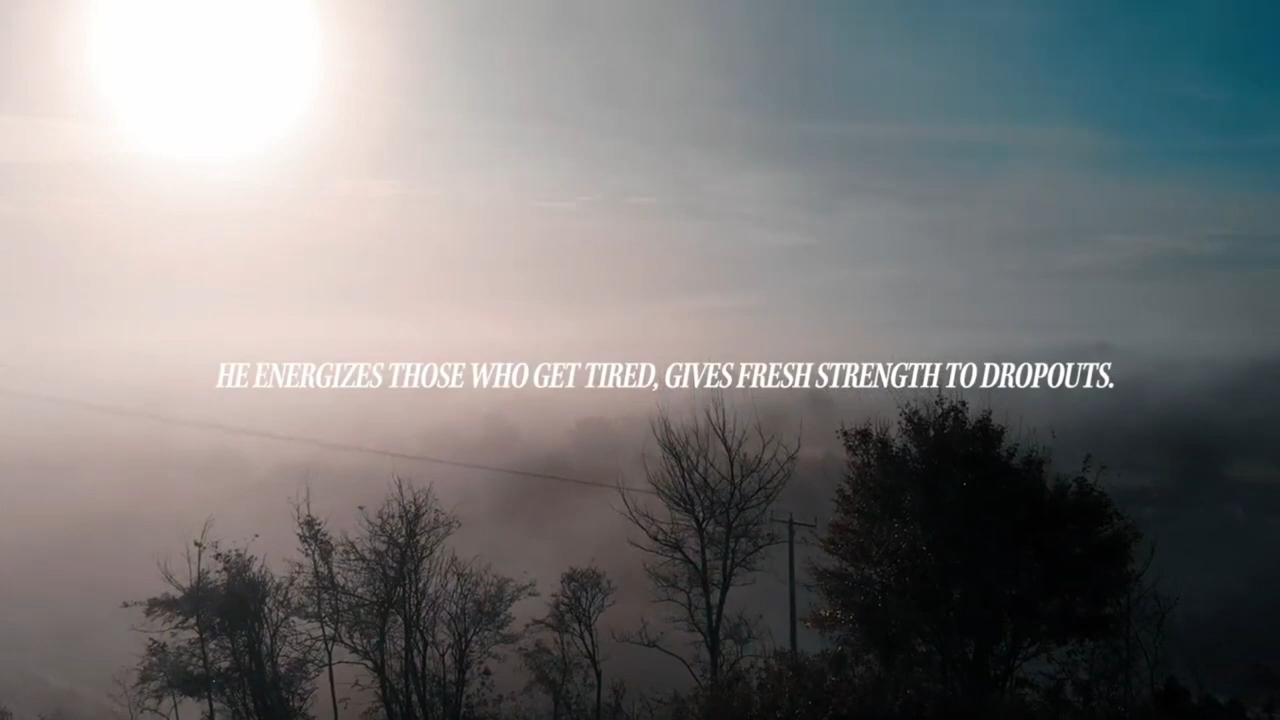 HE ENERGIZES THOSE WHO GET TIRED, GIVES FRESH STRENGTH TO DROPOUTS.